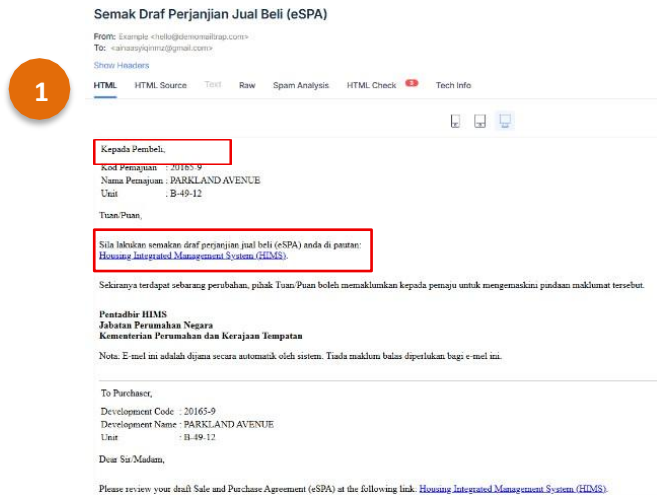 Semak Draf Perjanjian Jual Beli (eSPA)
From: Example <hello@demomailtrap.com>
To: <ainaasyiqinmz@gmail.com>
Show Headers
HTML HTML Source Text Raw Spam Analysis HTML Check 3 Tech Info
1
Kepada Pembeli,
Kod Pemajuan : 20165-9
Nama Pemajuan : PARKLAND AVENUE
Unit : B-49-12
Tuan/Puan,
Sila lakukan semakan draf perjanjian jual beli (eSPA) anda di pautan:
Housing Integrated Management System (HIMS).
Sekiranya terdapat sebarang perubahan, pihak Tuan/Puan boleh memaklumkan kepada pemaju untuk mengemaskini pindaan maklumat tersebut.
Pentadbir HIMS
Jabatan Perumahan Negara
Kementerian Perumahan dan Kerajaan Tempatan
Nota: E-mel ini adalah dijana secara automatik oleh sistem. Tiada maklum balas diperlukan bagi e-mel ini.
To Purchaser,
Development Code : 20165-9
Development Name : PARKLAND AVENUE
Unit : B-49-12
Dear Sir/Madam,
Please review your draft Sale and Purchase Agreement (eSPA) at the following link: Housing Integrated Management System (HIMS).